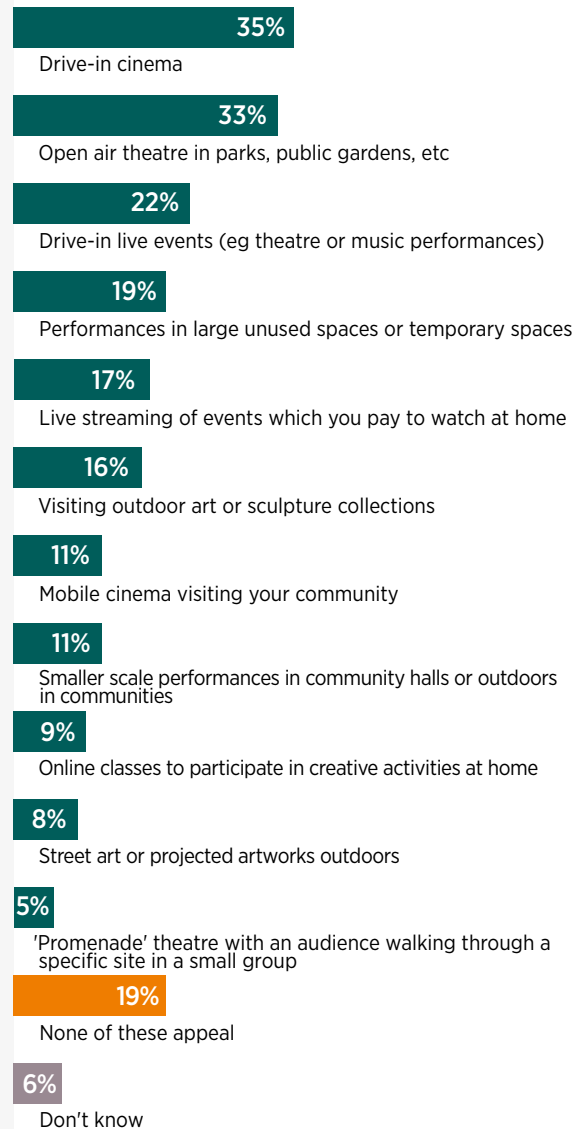 35%
Drive-in cinema
33%
Open air theatre in parks, public gardens, etc
22%
Drive-in live events (eg theatre or music performances)
19%
Performances in large unused spaces or temporary spaces
17%
Live streaming of events which you pay to watch at home
16%
Visiting outdoor art or sculpture collections
11%
Mobile cinema visiting your community
11%
Smaller scale performances in community halls or outdoors
in communities
9%
Online classes to participate in creative activities at home
8%
Street art or projected artworks outdoors
5%
'Promenade' theatre with an audience walking through a
specific site in a small group
19%
None of these appeal
6%
Don't know